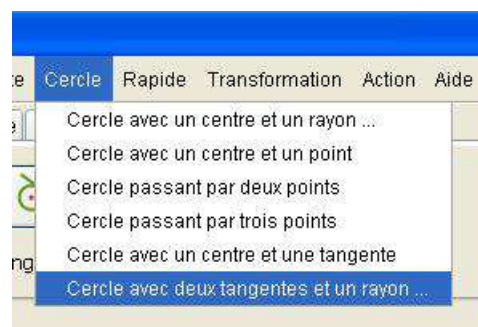 Cercle Rapide Transformation Action Aide
Cercle avec un centre et un rayon ...
Cercle avec un centre et un point
Cercle passant par deux points
Cercle passant par trois points
Cercle avec un centre et une tangente
Cercle avec deux tangentes et un rayon ...